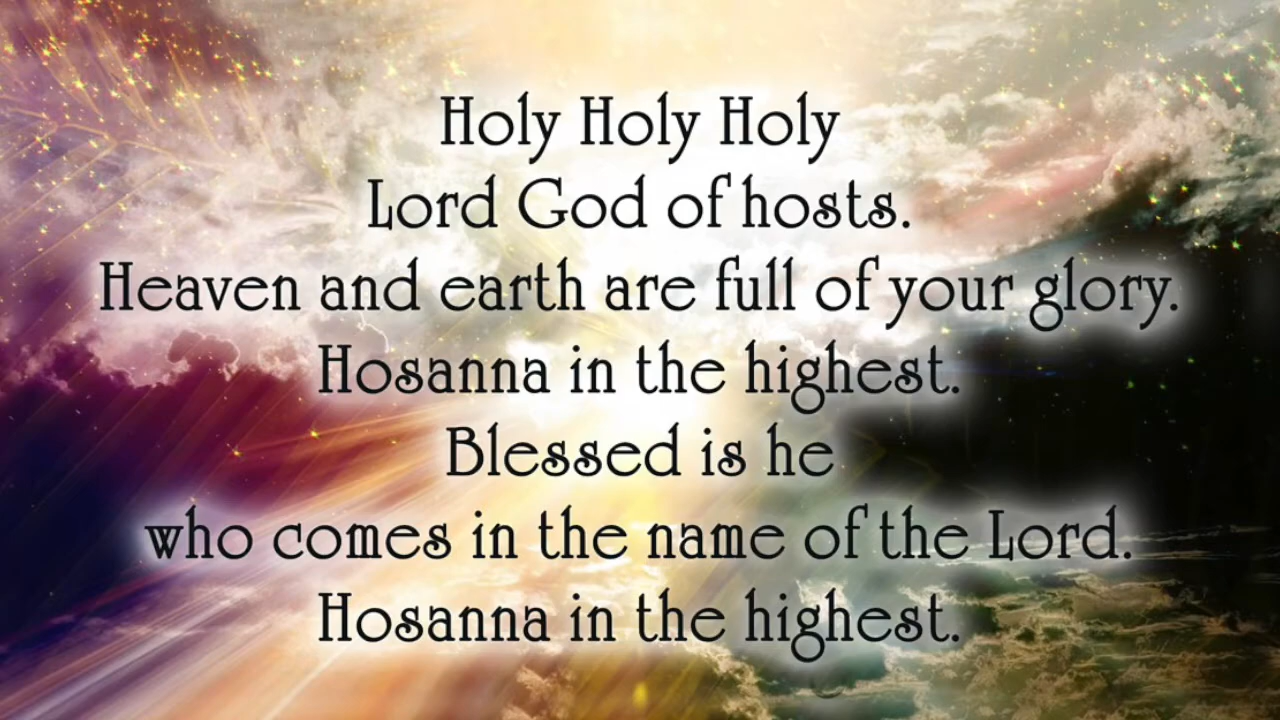 Holy Holy Holy
Lord God of hosts.
Heaven and earth are full of your glory.
Hosanna in the highest.
Blessed is he
who comes in the name of the Lord.
Hosanna in the highest.